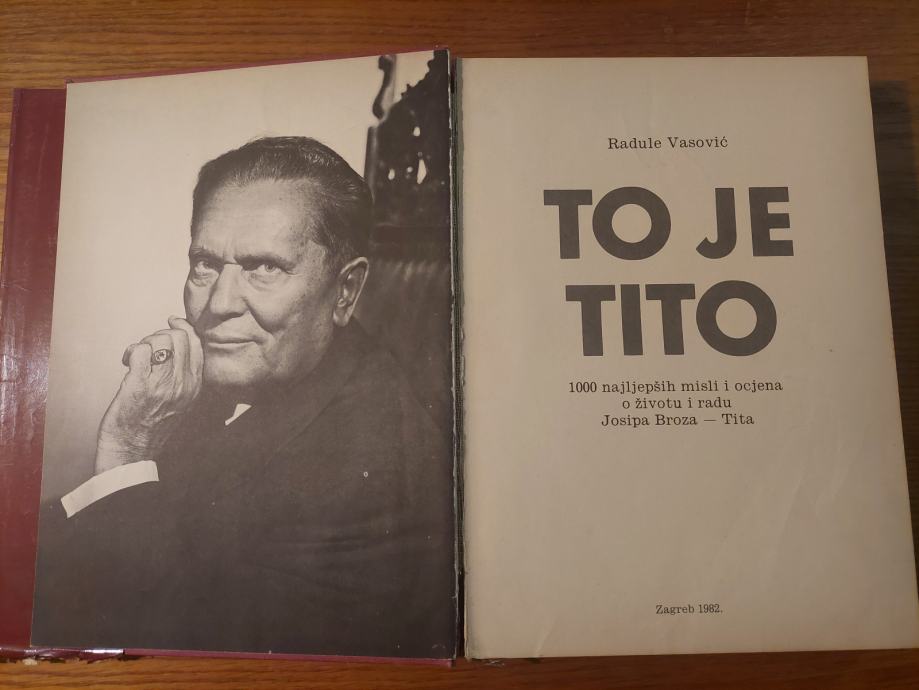 Radule Vasović
TO JE
TITO
1000 najljepših misli i ocjena
o životu i radu
Josipa Broza — Tita
Zagreb 1982.